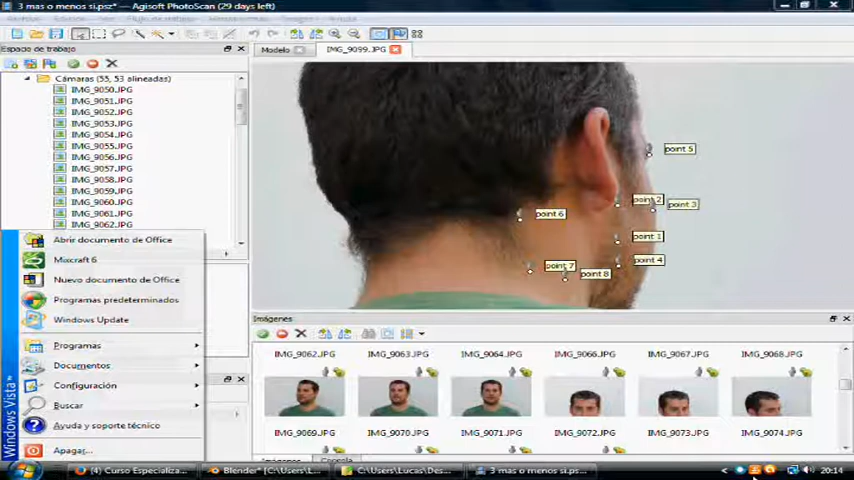 3 mas o menos si.psz* — Agisoft PhotoScan (29 days left)
Espacio de trabajo
Modelo
IMG_9099.JPG
Cámaras (55, 53 alineadas)
IMG_9050.JPG
IMG_9051.JPG
IMG_9052.JPG
IMG_9053.JPG
IMG_9054.JPG
IMG_9055.JPG
IMG_9056.JPG
IMG_9057.JPG
IMG_9058.JPG
IMG_9059.JPG
IMG_9060.JPG
IMG_9061.JPG
IMG_9062.JPG
point 5
point 2
point 3
point 6
point 1
point 4
point 7
point 8
Abrir documento de Office
Mixcraft 6
Nuevo documento de Office
Programas predeterminados
Windows Update
Programas
Documentos
Configuración
Buscar
Ayuda y soporte técnico
Apagar...
Windows Vista™
Imágenes
IMG_9062.JPG
IMG_9063.JPG
IMG_9064.JPG
IMG_9066.JPG
IMG_9067.JPG
IMG_9068.JPG
IMG_9069.JPG
IMG_9070.JPG
IMG_9071.JPG
IMG_9072.JPG
IMG_9073.JPG
IMG_9074.JPG
Imágenes
Consola
(4) Curso Especializa...
Blender* [C:\Users\L...
C:\Users\Lucas\Des...
3 mas o menos si.ps...
20:14